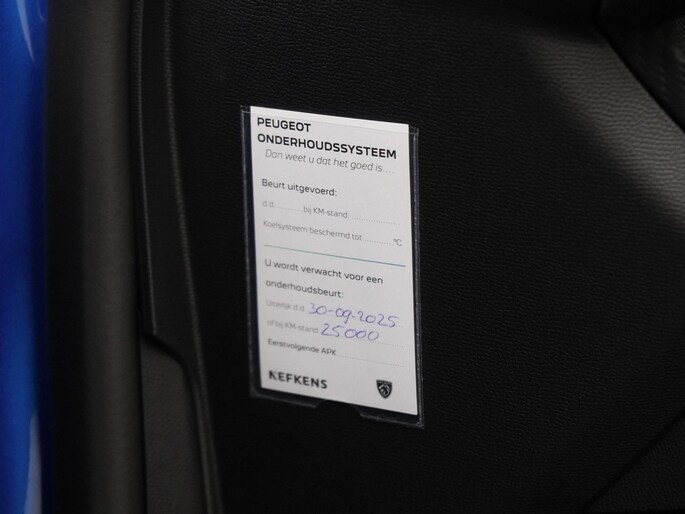 PEUGEOT
ONDERHOUDSSYSTEEM
Dan weet u dat het goed is....
Beurt uitgevoerd:
d.d. ............ bij KM-stand: ....................
Koelsysteem beschermd tot ............ °C
U wordt verwacht voor een
onderhoudsbeurt:
Uiterlijk d.d. 30-09-2025
of bij KM-stand 25000
Eerstvolgende APK ....................
NEFKENS